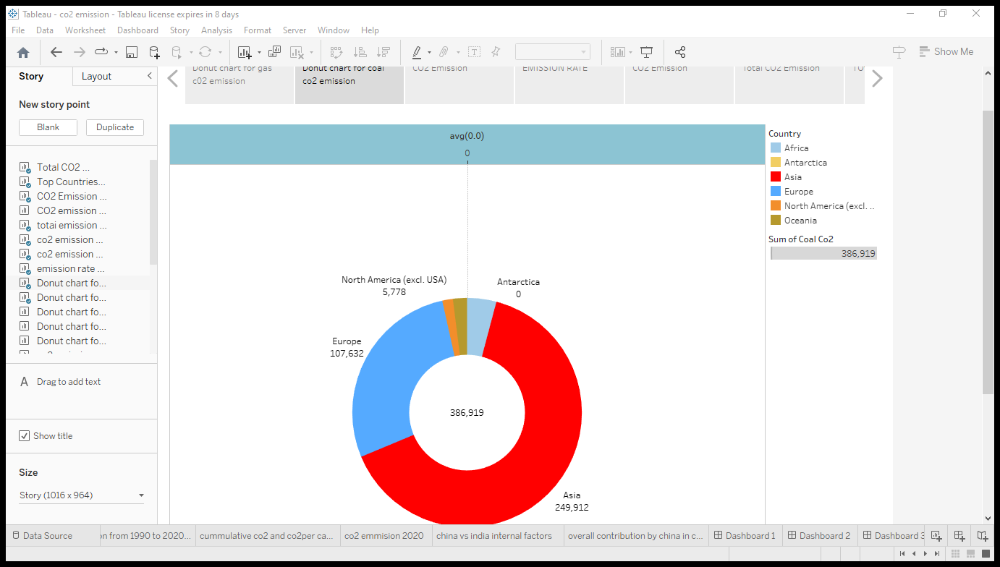 Tableau - co2 emission - Tableau license expires in 8 days
File Data Worksheet Dashboard Story Analysis Format Server Window Help
Show Me
Story Layout
New story point
Blank Duplicate
Total CO2 ...
Top Countries...
CO2 Emission ...
CO2 emission ...
totai emission ...
co2 emission ...
co2 emission ...
emission rate ...
Donut chart fo...
Donut chart fo...
Donut chart fo...
Donut chart fo...
Donut chart fo...
A Drag to add text
Show title
Size
Story (1016 x 964)
Donut chart for gas
c02 emission
Donut chart for coal
co2 emission
CO2 Emission
EMISSION RATE
CO2 Emission
Total CO2 Emission
avg(0.0)
0
North America (excl. USA)
5,778
Antarctica
0
Europe
107,632
386,919
Asia
249,912
Country
Africa
Antarctica
Asia
Europe
North America (excl. ..
Oceania
Sum of Coal Co2
386,919
Data Source
on from 1990 to 2020...
cummulative co2 and co2per ca...
co2 emmision 2020
china vs india internal factors
overall contribution by china in c...
Dashboard 1
Dashboard 2
Dashboard 3